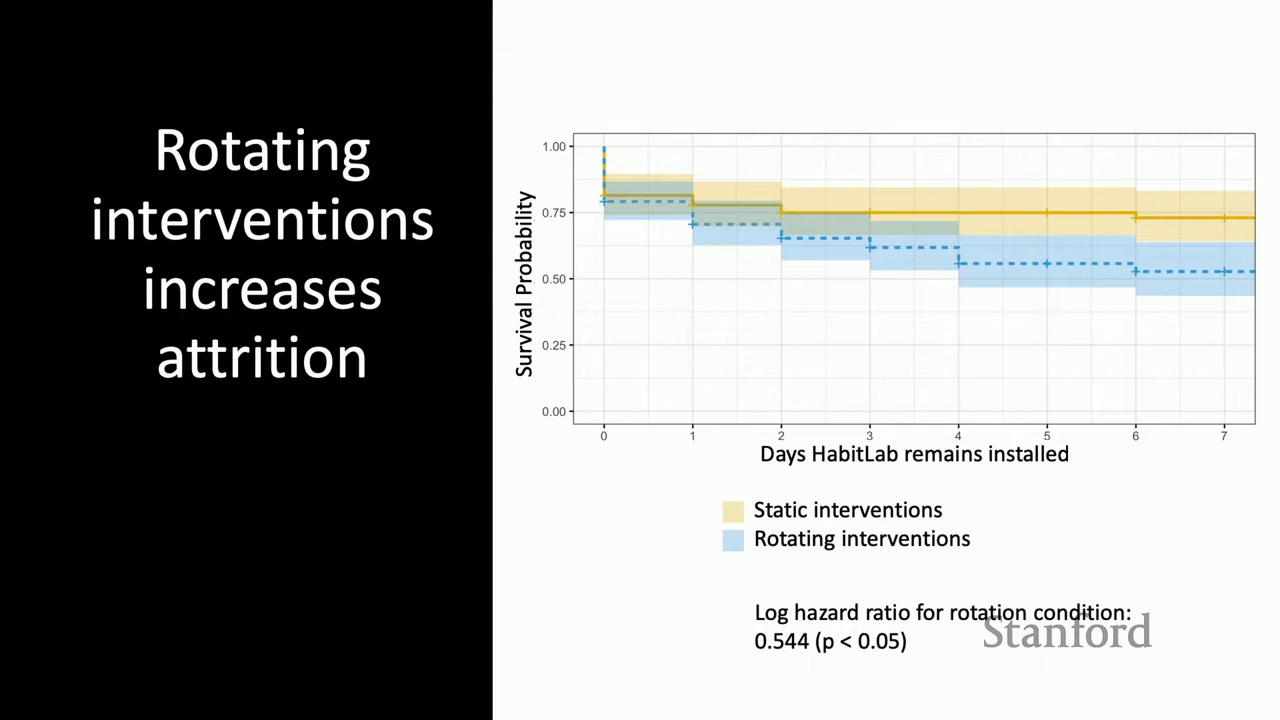 Rotating
interventions
increases
attrition
1.00
0.75
0.50
0.25
0.00
Survival Probability
0 1 2 3 4 5 6 7
Days HabitLab remains installed
Static interventions
Rotating interventions
Log hazard ratio for rotation condition:
0.544 (p < 0.05)
Stanford